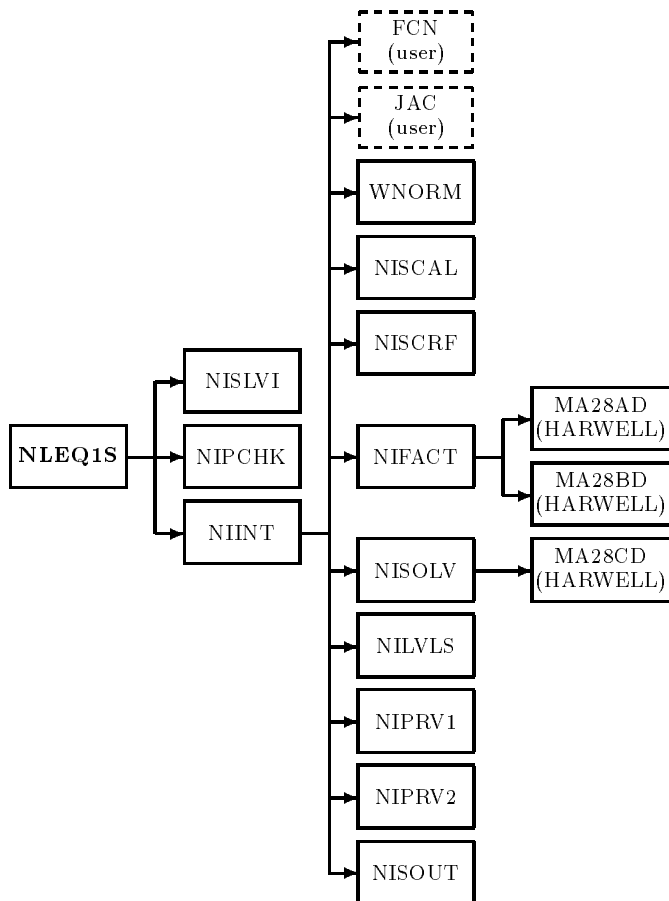 FCN
(user)
JAC
(user)
WNORM
NISCAL
NISCRF
NISLVI
NLEQ1S
NIPCHK
NIINT
NIFACT
MA28AD
(HARWELL)
MA28BD
(HARWELL)
NISOLV
MA28CD
(HARWELL)
NILVLS
NIPRV1
NIPRV2
NISOUT